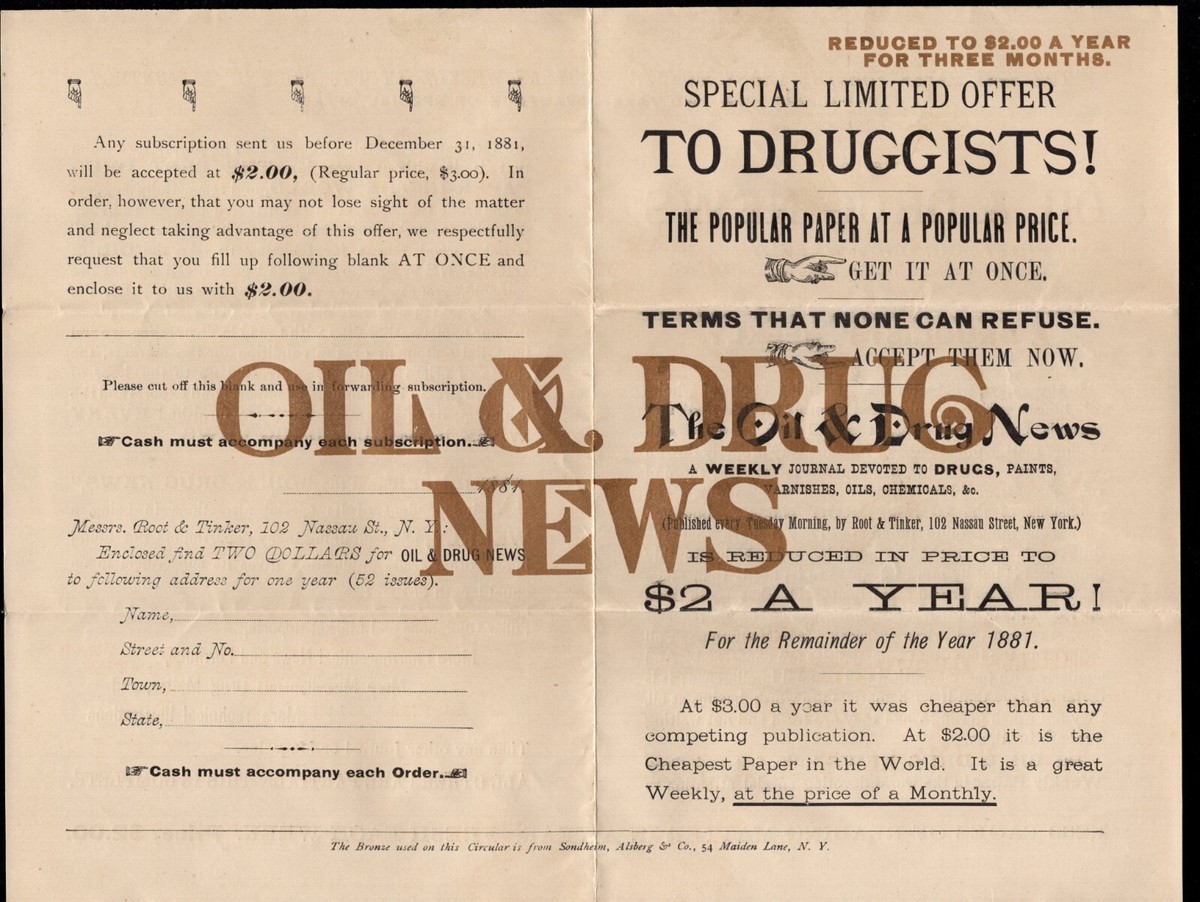 Any subscription sent us before December 31, 1881,
will be accepted at $2.00, (Regular price, $3.00). In
order, however, that you may not lose sight of the matter
and neglect taking advantage of this offer, we respectfully
request that you fill up following blank AT ONCE and
enclose it to us with $2.00.
Please cut off this blank and use in forwarding subscription.
Cash must accompany each subscription.
1881
Messrs. Root & Tinker, 102 Nassau St., N. Y.:
Enclosed find TWO DOLLARS for OIL & DRUG NEWS
to following address for one year (52 issues).
Name,
Street and No.
Town,
State,
Cash must accompany each Order.
REDUCED TO $2.00 A YEAR
FOR THREE MONTHS.
SPECIAL LIMITED OFFER
TO DRUGGISTS!
THE POPULAR PAPER AT A POPULAR PRICE.
GET IT AT ONCE.
TERMS THAT NONE CAN REFUSE.
ACCEPT THEM NOW.
The Oil & Drug News
A WEEKLY JOURNAL DEVOTED TO DRUGS, PAINTS,
VARNISHES, OILS, CHEMICALS, &c.
(Published every Tuesday Morning, by Root & Tinker, 102 Nassau Street, New York.)
IS REDUCED IN PRICE TO
$2 A YEAR!
For the Remainder of the Year 1881.
At $3.00 a year it was cheaper than any
competing publication. At $2.00 it is the
Cheapest Paper in the World. It is a great
Weekly, at the price of a Monthly.
OIL & DRUG
NEWS
The Bronze used on this Circular is from Sondheim, Alsberg & Co., 54 Maiden Lane, N. Y.